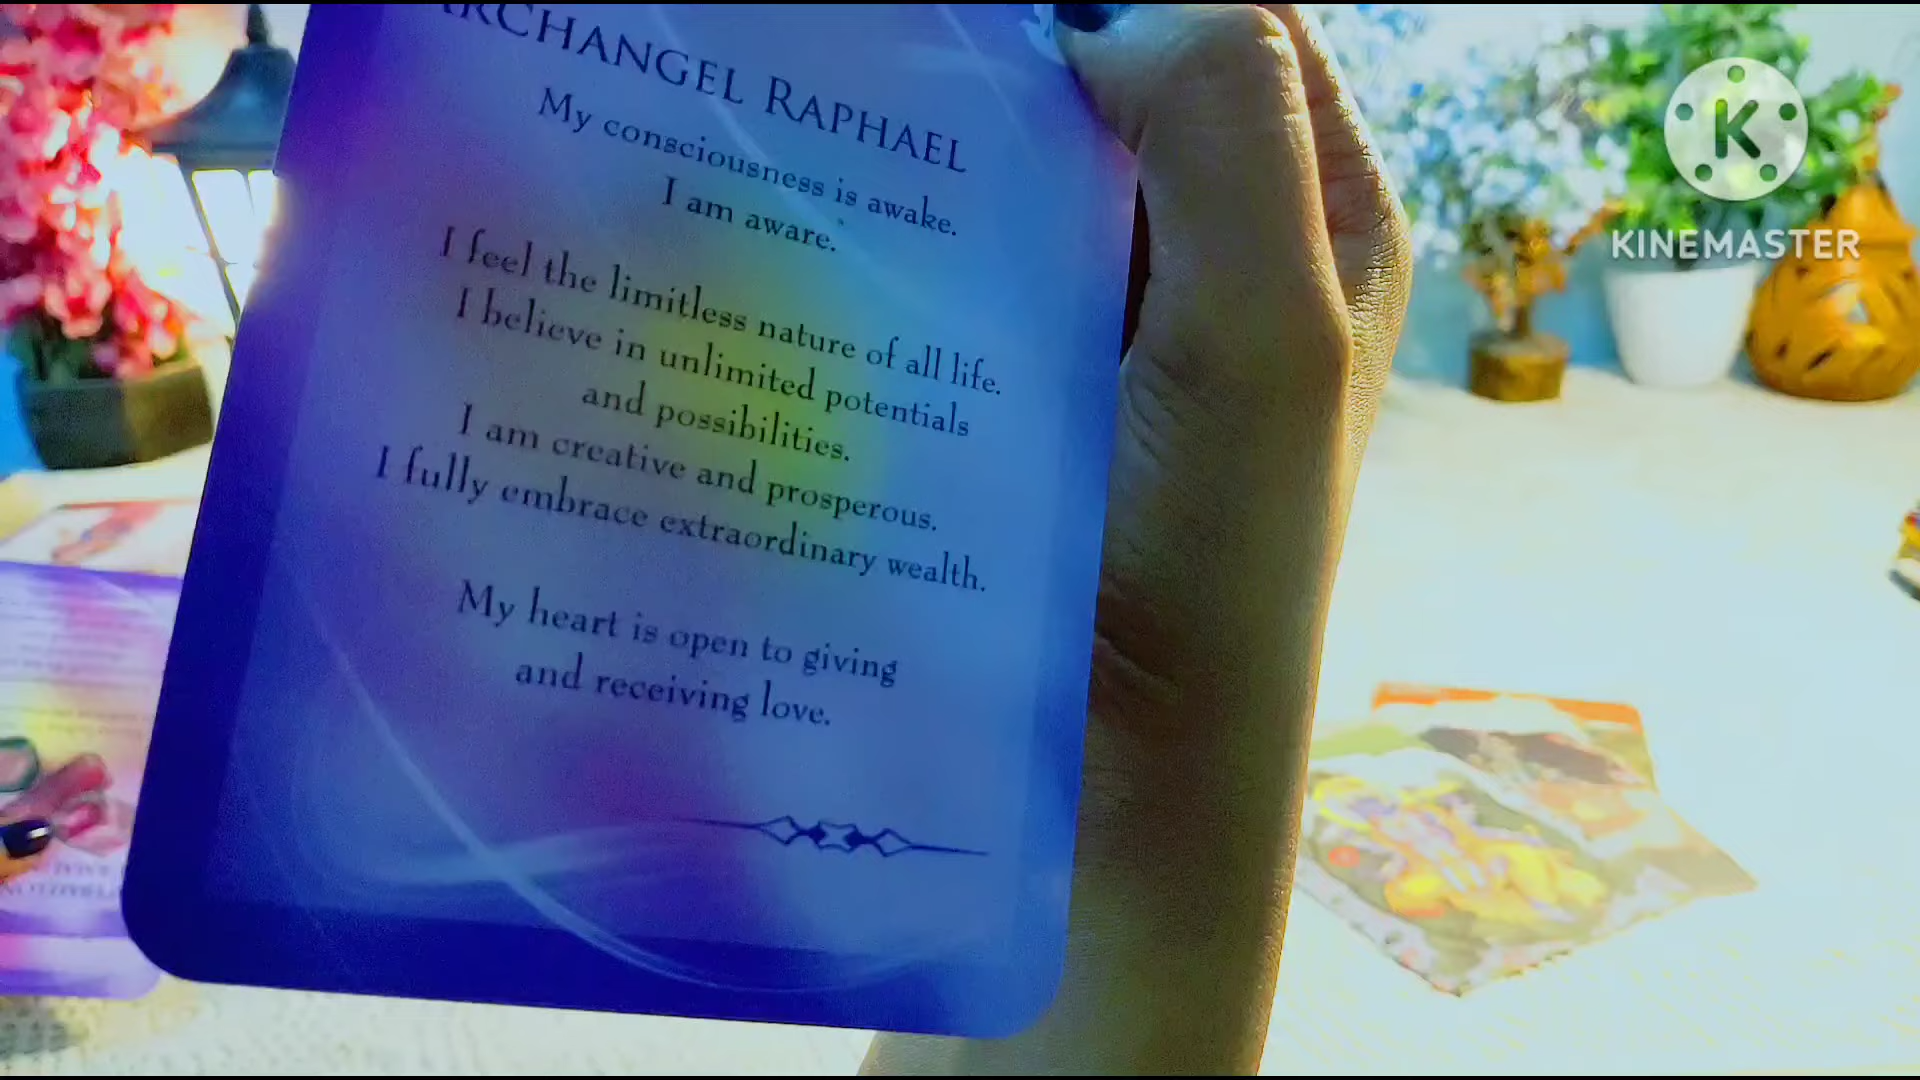 ARCHANGEL RAPHAEL
My consciousness is awake.
I am aware.
I feel the limitless nature of all life.
I believe in unlimited potentials
and possibilities.
I am creative and prosperous.
I fully embrace extraordinary wealth.
My heart is open to giving
and receiving love.
K
KINEMASTER